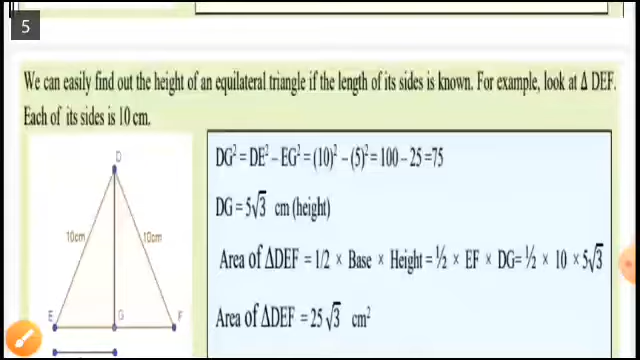 5
We can easily find out the height of an equilateral triangle if the length of its sides is known. For example, look at Δ DEF.
Each of its sides is 10 cm.
D
10cm
10cm
E
G
F
DG² = DE² – EG² = (10)² – (5)² = 100 – 25 =75
DG = 5√3 cm (height)
Area of ΔDEF = 1/2 × Base × Height = ½ × EF × DG= ½ × 10 × 5√3
Area of ΔDEF = 25 √3 cm²